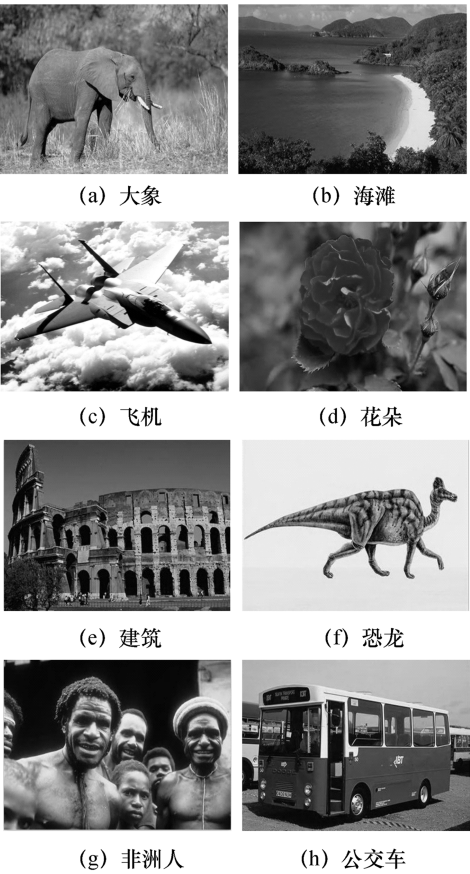 (a) 大象
(b) 海滩
(c) 飞机
(d) 花朵
(e) 建筑
(f) 恐龙
(g) 非洲人
(h) 公交车